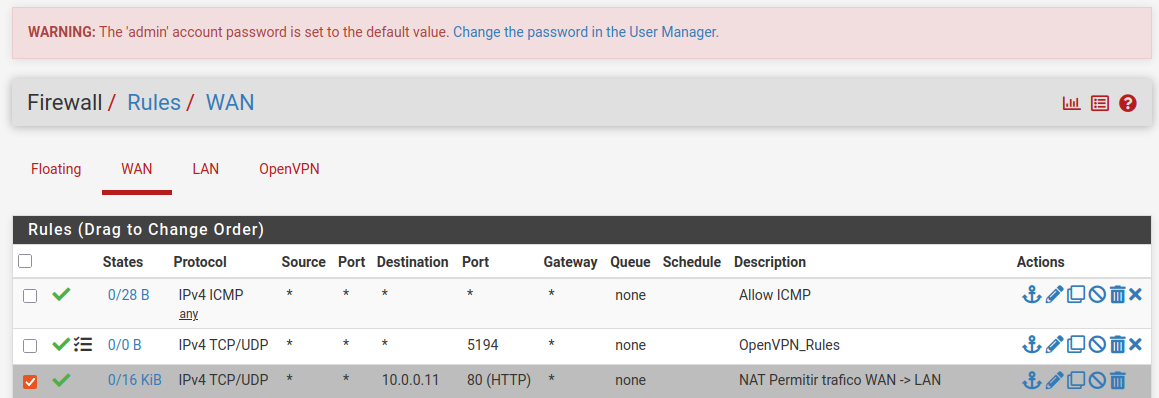 WARNING: The 'admin' account password is set to the default value. Change the password in the User Manager.
Firewall / Rules / WAN
Floating WAN LAN OpenVPN
Rules (Drag to Change Order)
States Protocol Source Port Destination Port Gateway Queue Schedule Description Actions
0/28 B IPv4 ICMP * * * * * none Allow ICMP
any
0/0 B IPv4 TCP/UDP * * * 5194 * none OpenVPN_Rules
0/16 KiB IPv4 TCP/UDP * * 10.0.0.11 80 (HTTP) * none NAT Permitir trafico WAN -> LAN